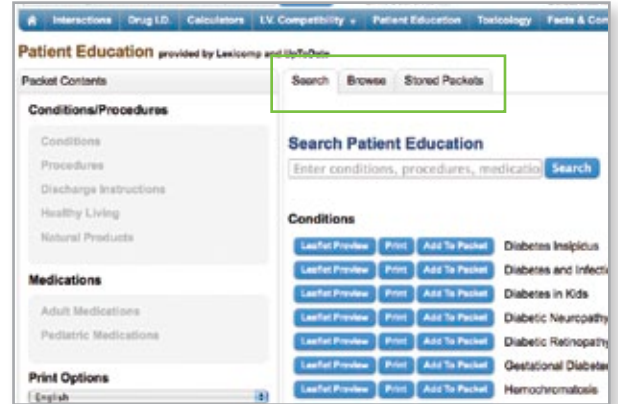 Interactions Drug I.D. Calculators I.V. Compatibility Patient Education Toxicology Facts & Com
Patient Education provided by Lexicomp and UpToDate
Packet Contents
Search Browse Stored Packets
Conditions/Procedures
Conditions
Procedures
Discharge Instructions
Healthy Living
Natural Products
Medications
Adult Medications
Pediatric Medications
Print Options
English
Search Patient Education
Enter conditions, procedures, medicatio Search
Conditions
Leaflet Preview Print Add To Packet Diabetes Insipidus
Leaflet Preview Print Add To Packet Diabetes and Infecti
Leaflet Preview Print Add To Packet Diabetes in Kids
Leaflet Preview Print Add To Packet Diabetic Neuropathy
Leaflet Preview Print Add To Packet Diabetic Retinopathy
Leaflet Preview Print Add To Packet Gestational Diabetes
Leaflet Preview Print Add To Packet Hemochromatosis